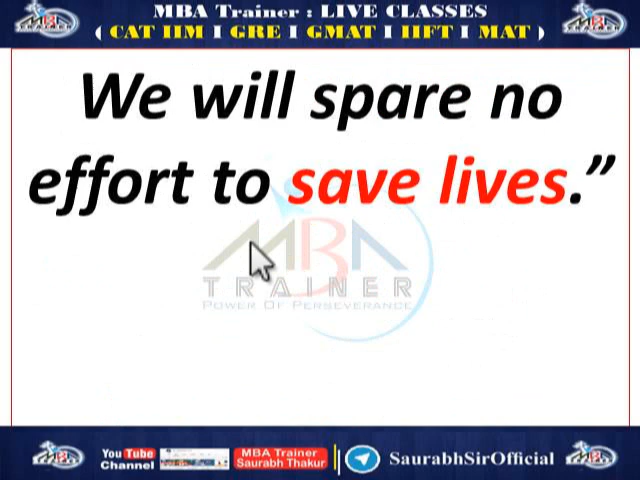 MBA Trainer : LIVE CLASSES
( CAT IIM I GRE I GMAT I IIFT I MAT )
We will spare no
effort to save lives.”
MBA
TRAINER
POWER OF PERSEVERANCE
YouTube
Channel
MBA Trainer
Saurabh Thakur
SaurabhSirOfficial